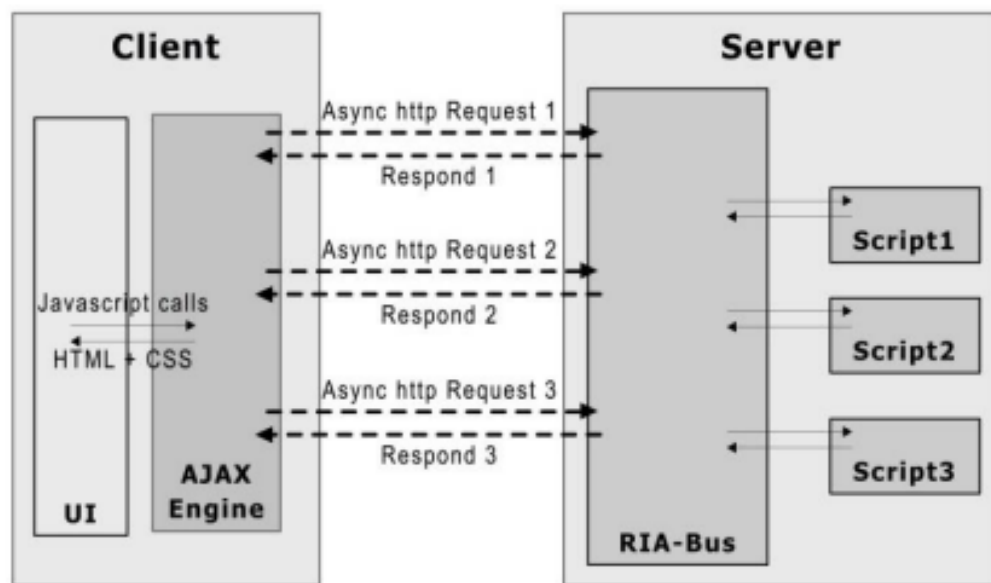 Client
Server
Async http Request 1
Respond 1
Script1
Async http Request 2
Respond 2
Javascript calls
HTML + CSS
Script2
Async http Request 3
Respond 3
Script3
AJAX
Engine
UI
RIA-Bus